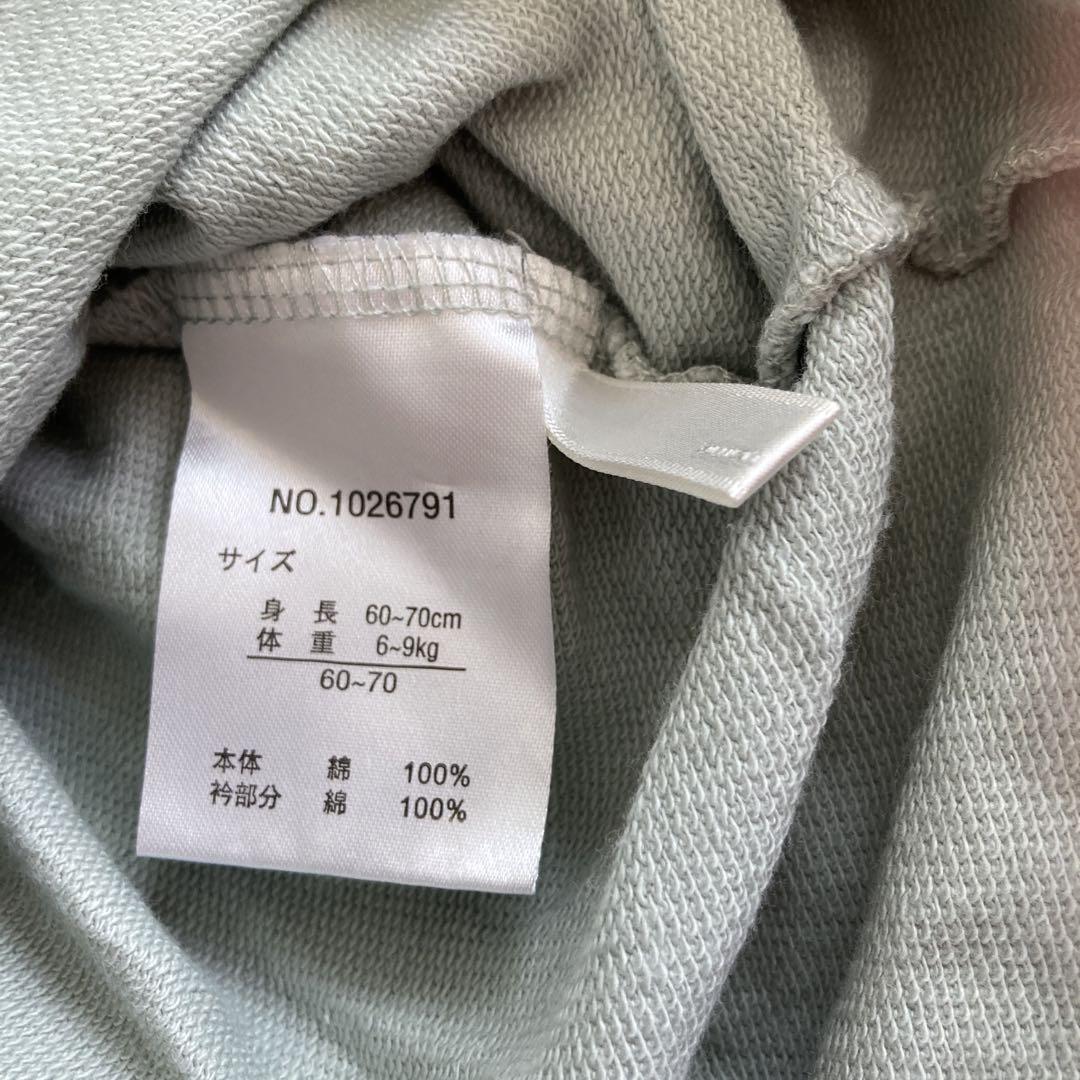 NO.1026791
サイズ
身 長 60~70cm
体 重 6~9kg
60~70
本体 綿 100%
衿部分 綿 100%